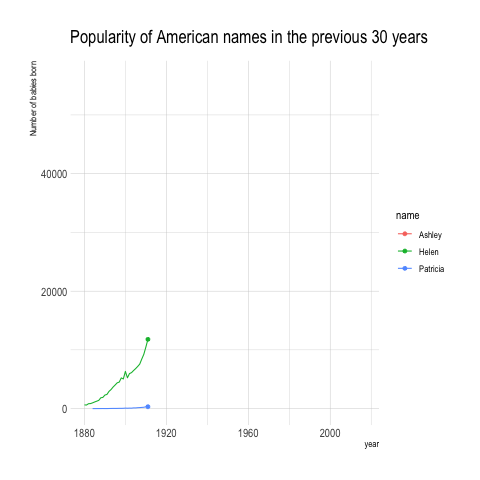 Popularity of American names in the previous 30 years
Number of babies born
40000
20000
0
1880 1920 1960 2000
year
name
Ashley
Helen
Patricia